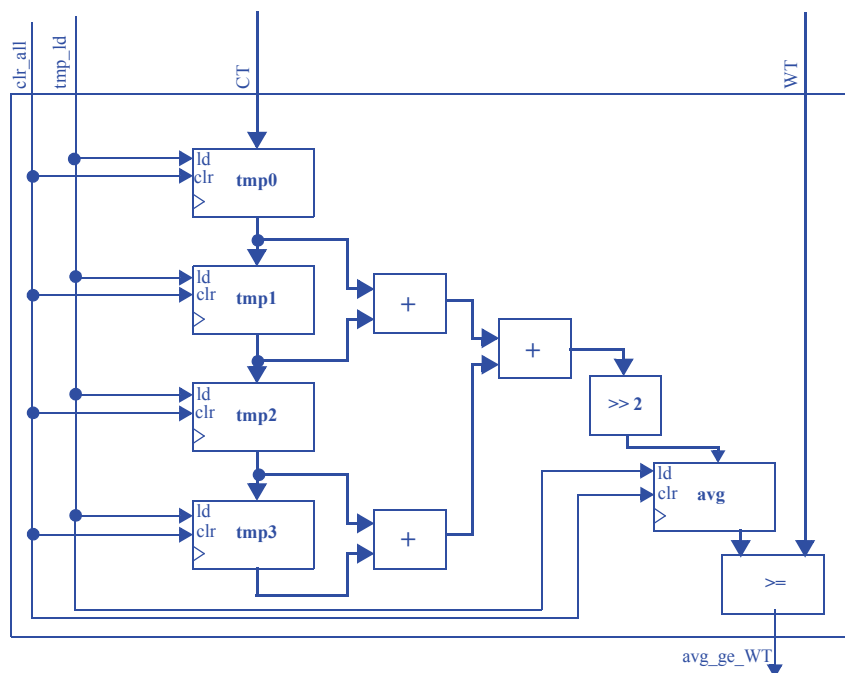 clr_all
tmp_ld
CT
WT
ld
clr
tmp0
ld
clr
tmp1
+
+
ld
clr
tmp2
>> 2
ld
clr
avg
ld
clr
tmp3
+
>=
avg_ge_WT